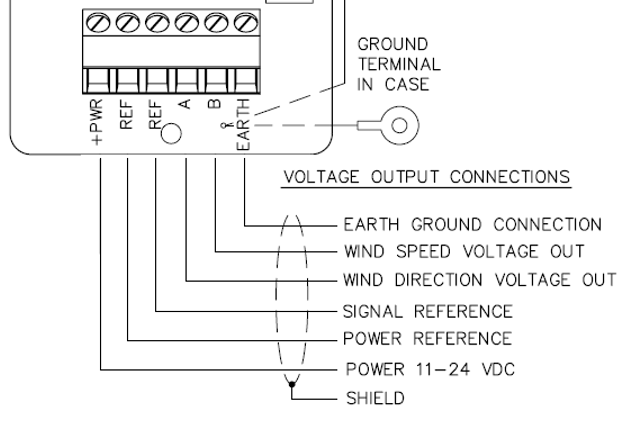 GROUND
TERMINAL
IN CASE
+PWR
REF
REF
A
B
EARTH
VOLTAGE OUTPUT CONNECTIONS
EARTH GROUND CONNECTION
WIND SPEED VOLTAGE OUT
WIND DIRECTION VOLTAGE OUT
SIGNAL REFERENCE
POWER REFERENCE
POWER 11-24 VDC
SHIELD